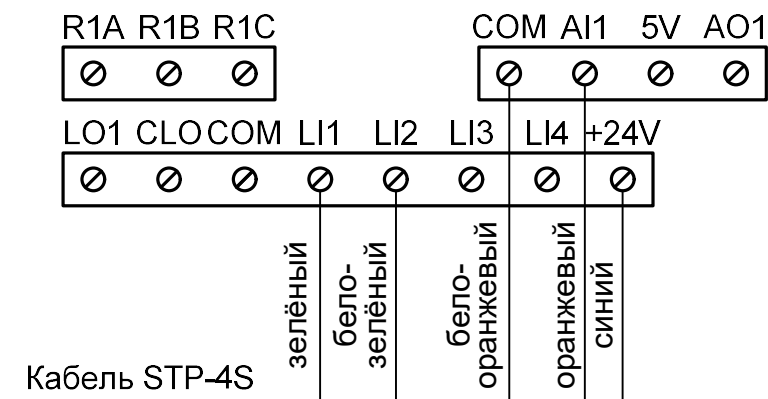 R1A R1B R1C COM AI1 5V AO1
LO1 CLO COM LI1 LI2 LI3 LI4 +24V
зелёный
бело-
зелёный
бело-
оранжевый
оранжевый
синий
Кабель STP-4S